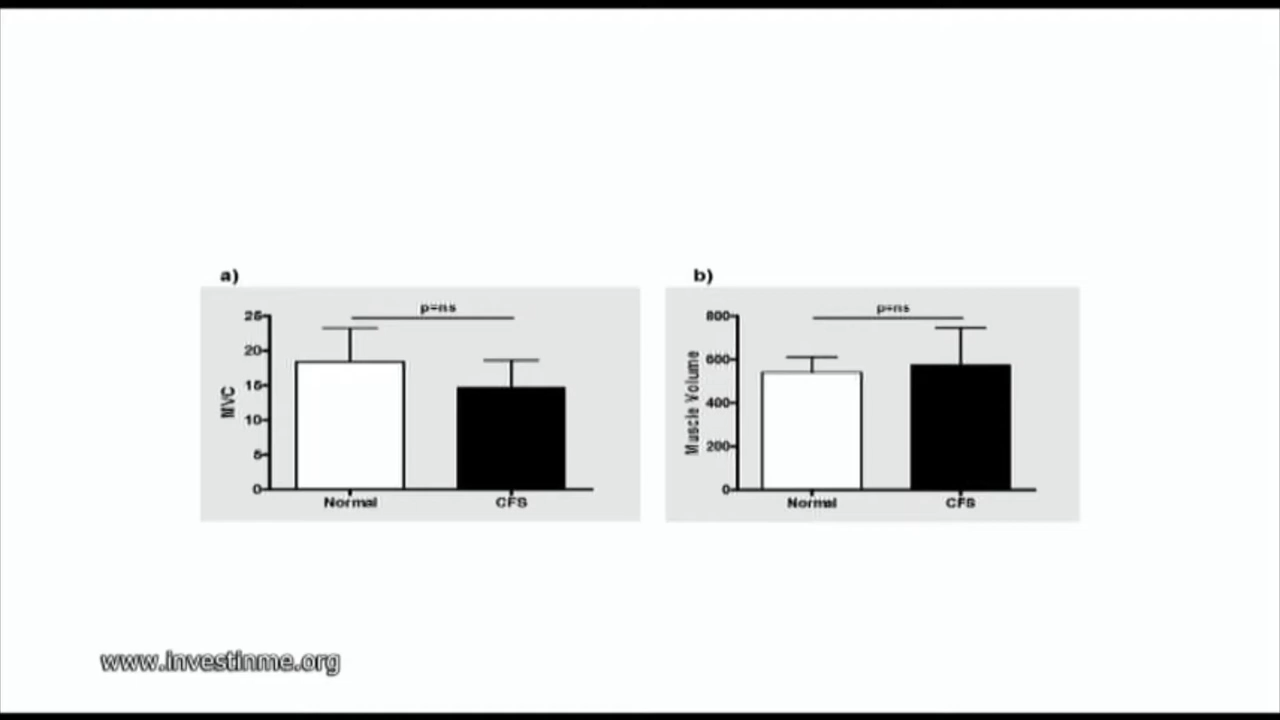 a)
p=ns
25
20
15
10
5
0
MVC
Normal
CFS
b)
p=ns
800
600
400
200
0
Muscle Volume
Normal
CFS
www.investinme.org